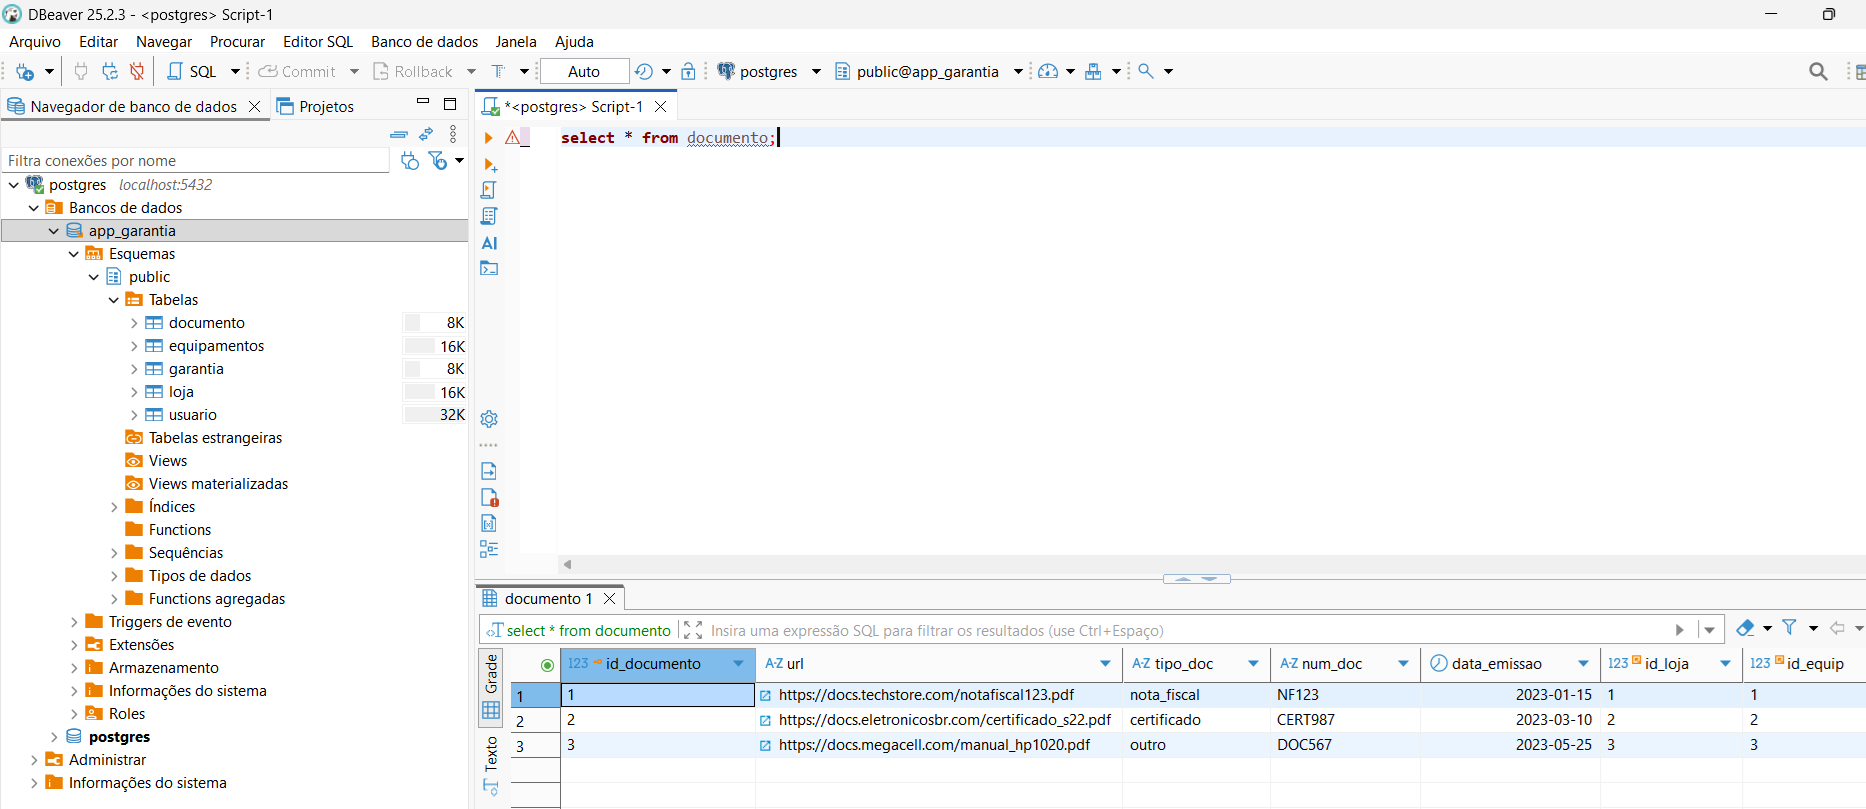 DBeaver 25.2.3 - <postgres> Script-1
Arquivo Editar Navegar Procurar Editor SQL Banco de dados Janela Ajuda
SQL Commit Rollback T Auto postgres public@app_garantia
Navegador de banco de dados Projetos
*<postgres> Script-1
select * from documento;
Filtra conexões por nome
postgres localhost:5432
Bancos de dados
app_garantia
Esquemas
public
Tabelas
documento 8K
equipamentos 16K
garantia 8K
loja 16K
usuario 32K
Tabelas estrangeiras
Views
Views materializadas
Índices
Functions
Sequências
Tipos de dados
Functions agregadas
Triggers de evento
Extensões
Armazenamento
Informações do sistema
Roles
postgres
Administrar
Informações do sistema
AI
documento 1
select * from documento Insira uma expressão SQL para filtrar os resultados (use Ctrl+Espaço)
Grade
Texto
123 id_documento A-Z url A-Z tipo_doc A-Z num_doc data_emissao 123 id_loja 123 id_equip
1 1 https://docs.techstore.com/notafiscal123.pdf nota_fiscal NF123 2023-01-15 1 1
2 2 https://docs.eletronicosbr.com/certificado_s22.pdf certificado CERT987 2023-03-10 2 2
3 3 https://docs.megacell.com/manual_hp1020.pdf outro DOC567 2023-05-25 3 3